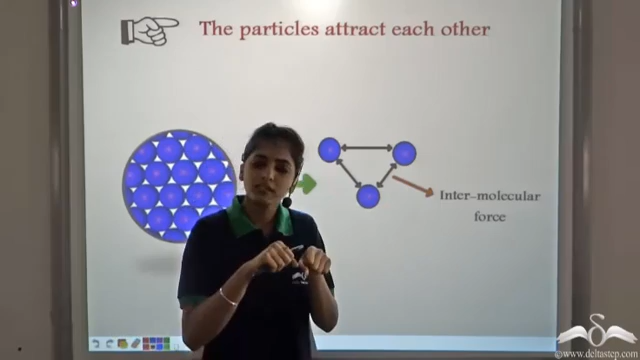 The particles attract each other
Inter-molecular
force
©www.deltastep.com